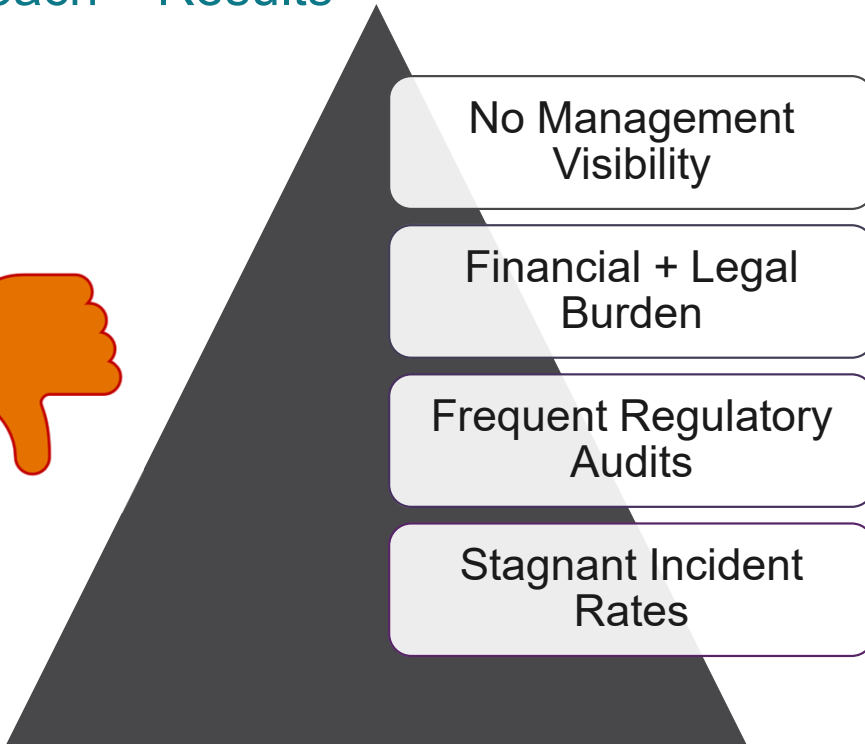 Results
No Management
Visibility
Financial + Legal
Burden
Frequent Regulatory
Audits
Stagnant Incident
Rates